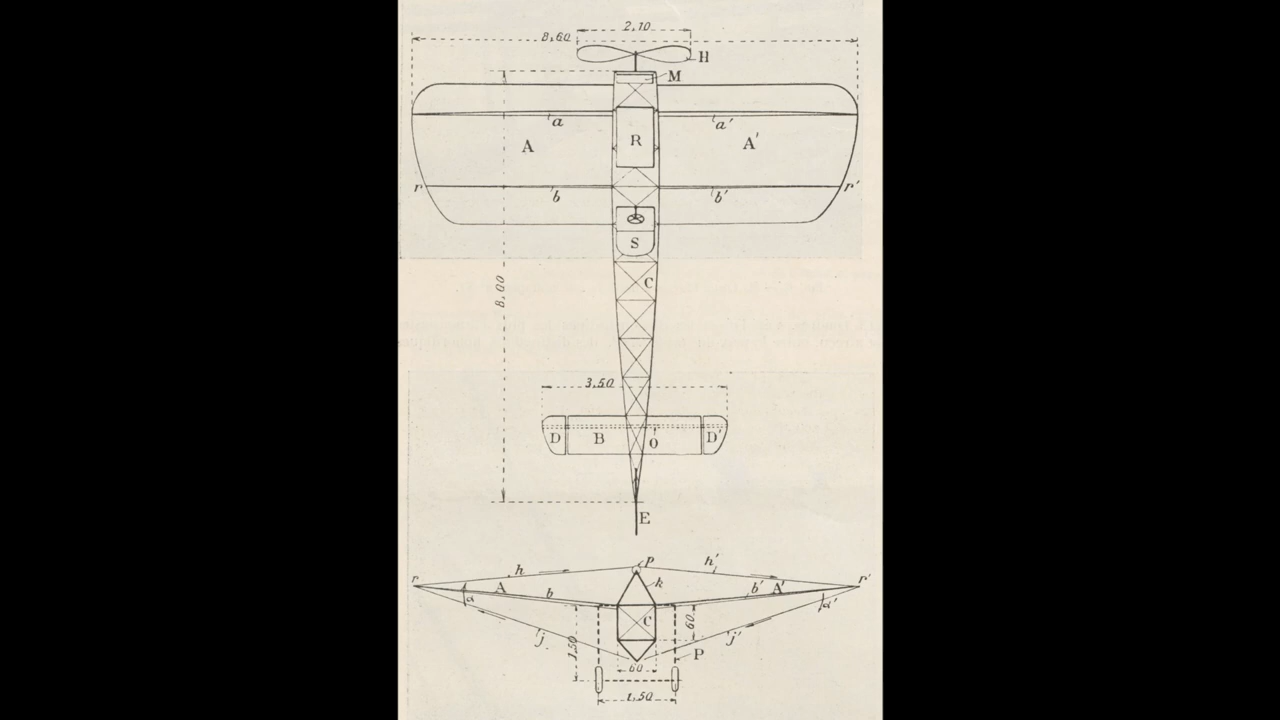 2,10
8,60
H
M
a a'
A R A'
r r'
b b'
S
C
8,00
3,50
D B O D'
E
p
h h'
r r'
A b k b' A'
α α'
C 60
j j'
1,50
P
60
1,50